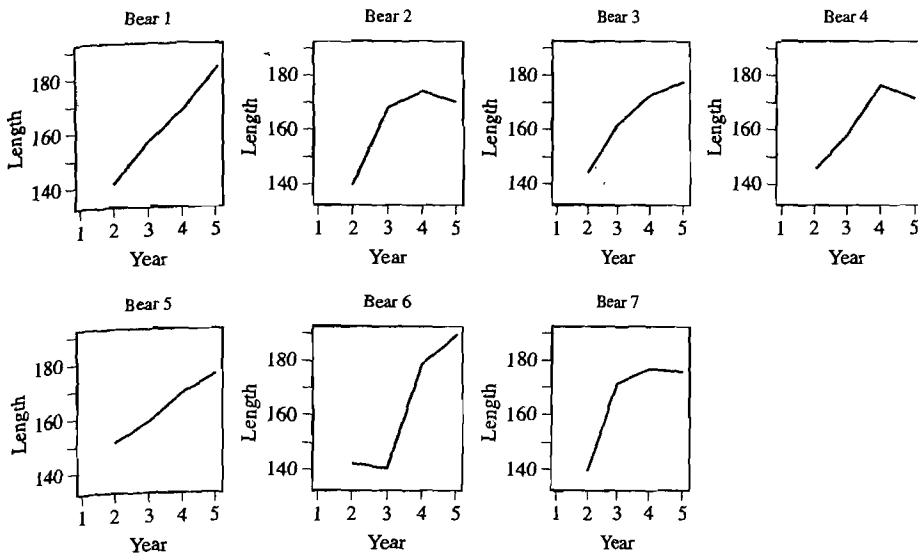 Bear 1 Bear 2 Bear 3 Bear 4
180 180 180 180
160 160 160 160
140 140 140 140
Length Length Length Length
1 2 3 4 5 1 2 3 4 5 1 2 3 4 5 1 2 3 4 5
Year Year Year Year
Bear 5 Bear 6 Bear 7
180 180 180
160 160 160
140 140 140
Length Length Length
1 2 3 4 5 1 2 3 4 5 1 2 3 4 5
Year Year Year